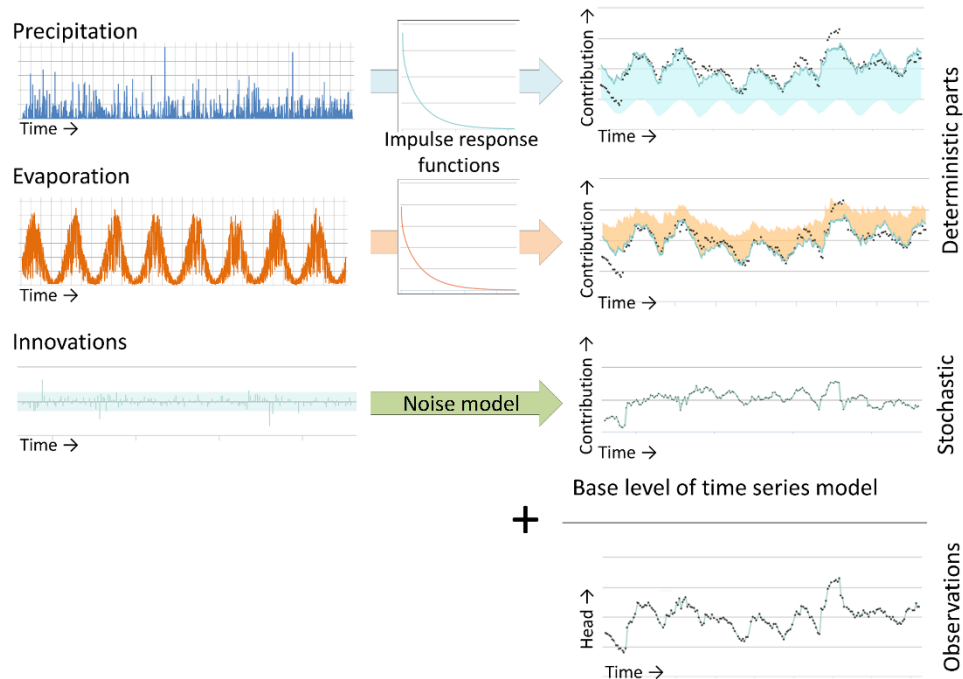 Precipitation
Time →
Impulse response
functions
Contribution →
Time →
Deterministic parts
Evaporation
Time →
Contribution →
Time →
Innovations
Time →
Noise model
Contribution →
Time →
Stochastic
Base level of time series model
+
Head →
Time →
Observations